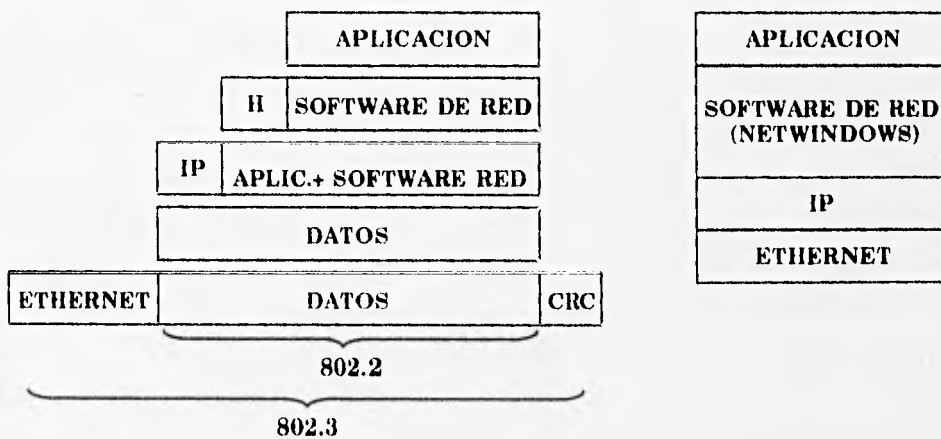 APLICACION
H SOFTWARE DE RED
IP APLIC.+ SOFTWARE RED
DATOS
ETHERNET DATOS CRC
802.2
802.3
APLICACION
SOFTWARE DE RED
(NETWINDOWS)
IP
ETHERNET